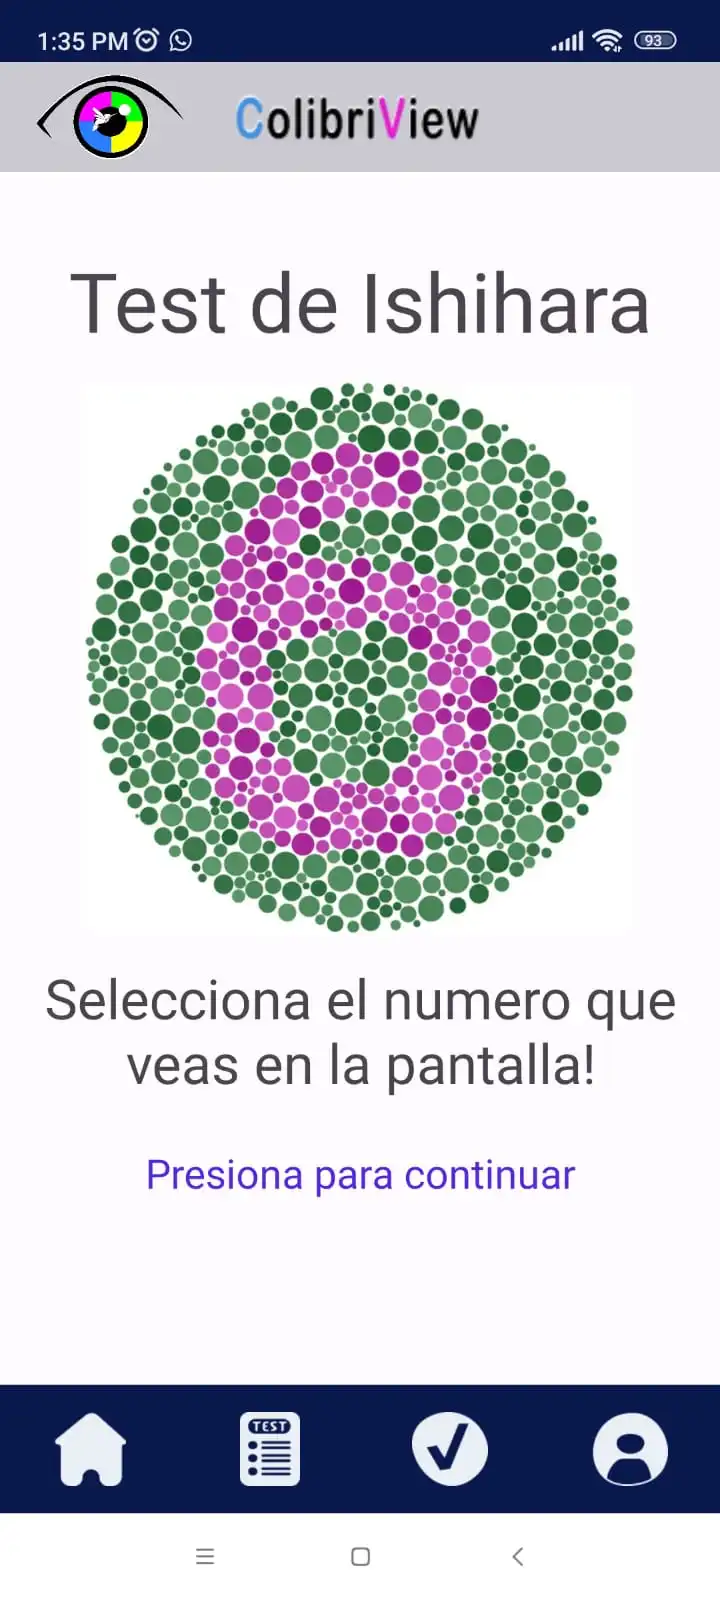 1:35 PM 93
ColibriView
Test de Ishihara
6
Selecciona el numero que
veas en la pantalla!
Presiona para continuar
TEST